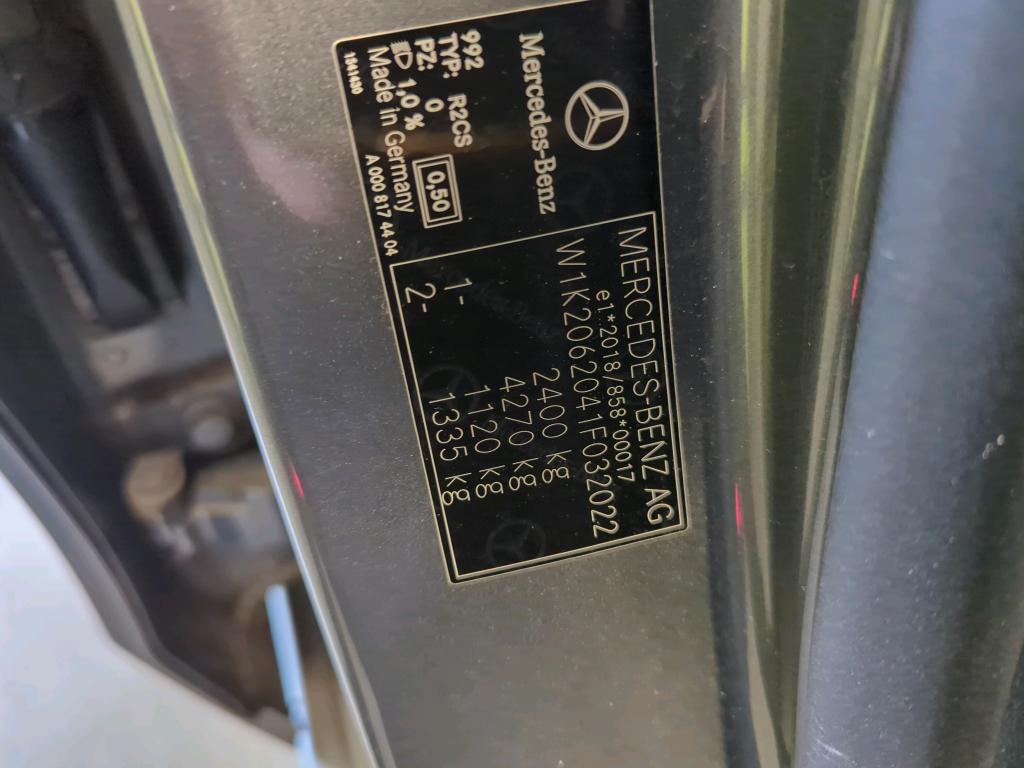 Mercedes-Benz
MERCEDES-BENZ AG
e1*2018/858*00017
W1K2062041F032022
2400 kg
4270 kg
1- 1120 kg
2- 1335 kg
992
TYP: R2CS
PZ: 0 0,50
1,0 %
Made in Germany
1561400 A 000 817 44 04